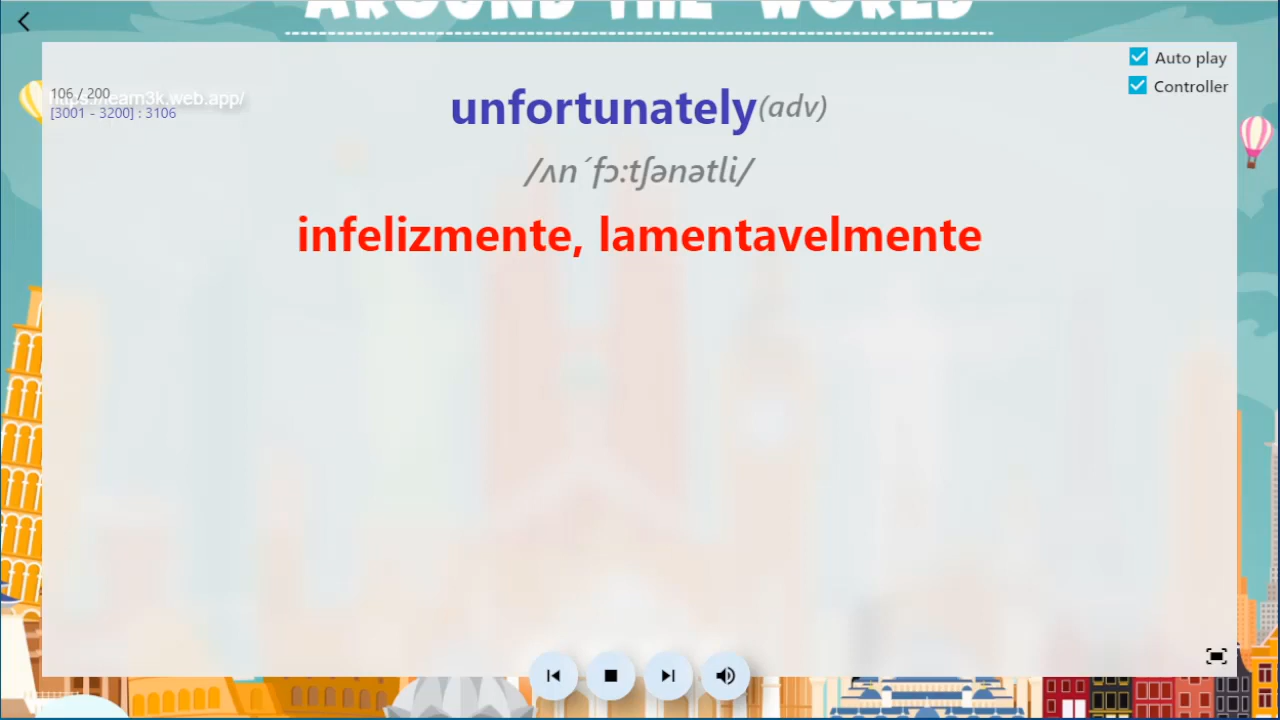 AROUND THE WORLD
Auto play
Controller
106 / 200
https://learn3k.web.app/
[3001 - 3200] : 3106
unfortunately(adv)
/ʌn´fɔ:tʃənətli/
infelizmente, lamentavelmente